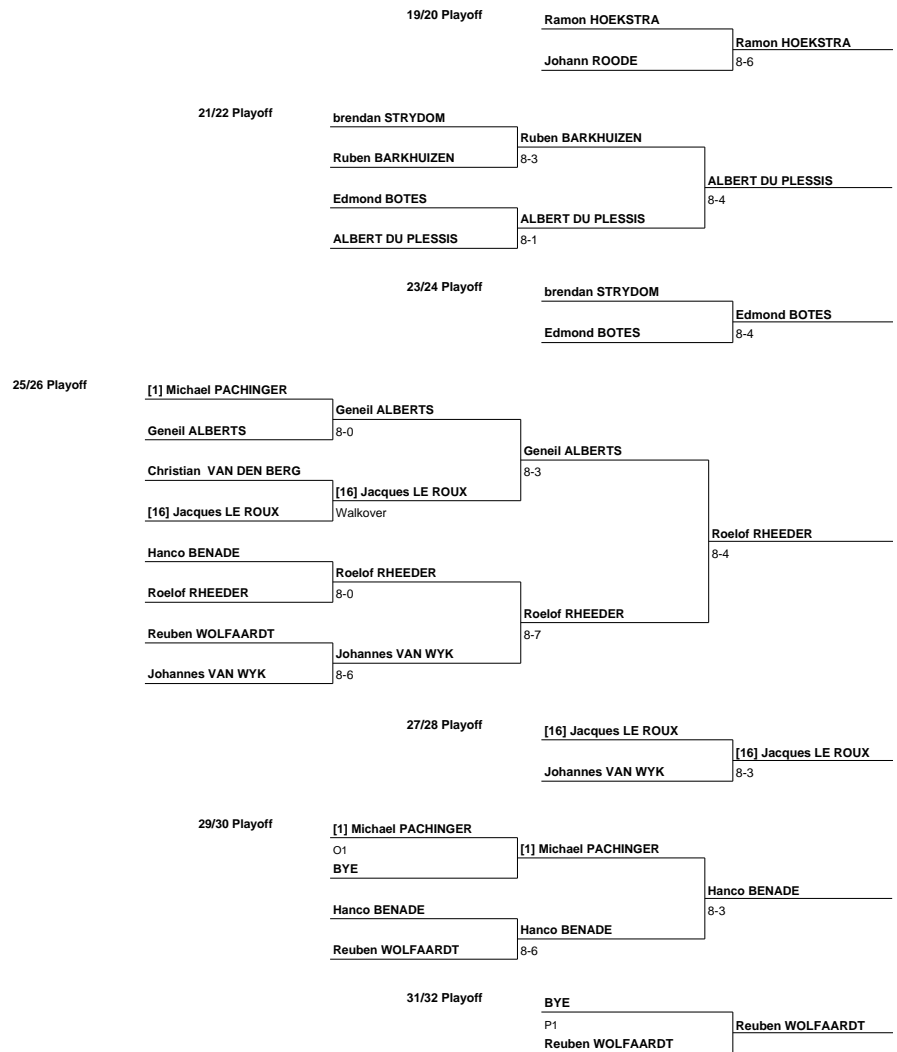 19/20 Playoff
Ramon HOEKSTRA
Ramon HOEKSTRA
Johann ROODE
8-6
21/22 Playoff
brendan STRYDOM
Ruben BARKHUIZEN
Ruben BARKHUIZEN
8-3
ALBERT DU PLESSIS
Edmond BOTES
8-4
ALBERT DU PLESSIS
ALBERT DU PLESSIS
8-1
23/24 Playoff
brendan STRYDOM
Edmond BOTES
Edmond BOTES
8-4
25/26 Playoff
[1] Michael PACHINGER
Geneil ALBERTS
Geneil ALBERTS
8-0
Geneil ALBERTS
Christian  VAN DEN BERG
8-3
[16] Jacques LE ROUX
[16] Jacques LE ROUX
Walkover
Roelof RHEEDER
Hanco BENADE
8-4
Roelof RHEEDER
Roelof RHEEDER
8-0
Roelof RHEEDER
Reuben WOLFAARDT
8-7
Johannes VAN WYK
Johannes VAN WYK
8-6
27/28 Playoff
[16] Jacques LE ROUX
[16] Jacques LE ROUX
Johannes VAN WYK
8-3
29/30 Playoff
[1] Michael PACHINGER
O1
[1] Michael PACHINGER
BYE
Hanco BENADE
Hanco BENADE
8-3
Hanco BENADE
Reuben WOLFAARDT
8-6
31/32 Playoff
BYE
P1
Reuben WOLFAARDT
Reuben WOLFAARDT